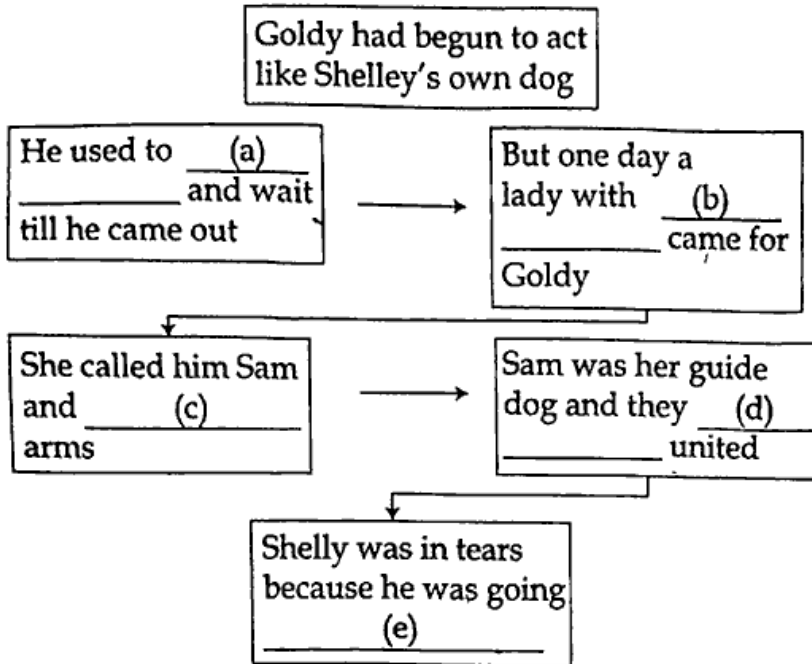 Goldy had begun to act
like Shelley's own dog
He used to (a)
and wait
till he came out
But one day a
lady with (b)
came for
Goldy
She called him Sam
and (c)
arms
Sam was her guide
dog and they (d)
united
Shelly was in tears
because he was going
(e)